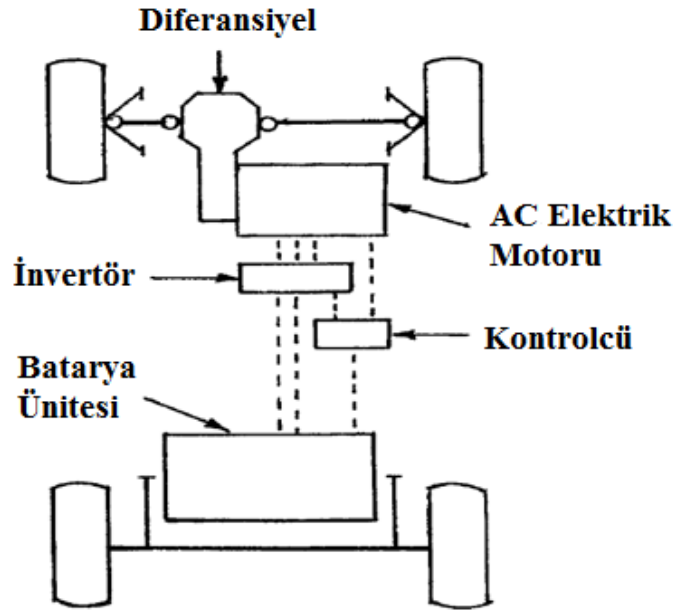 Diferansiyel
AC Elektrik
Motoru
İnvertör
Kontrolcü
Batarya
Ünitesi